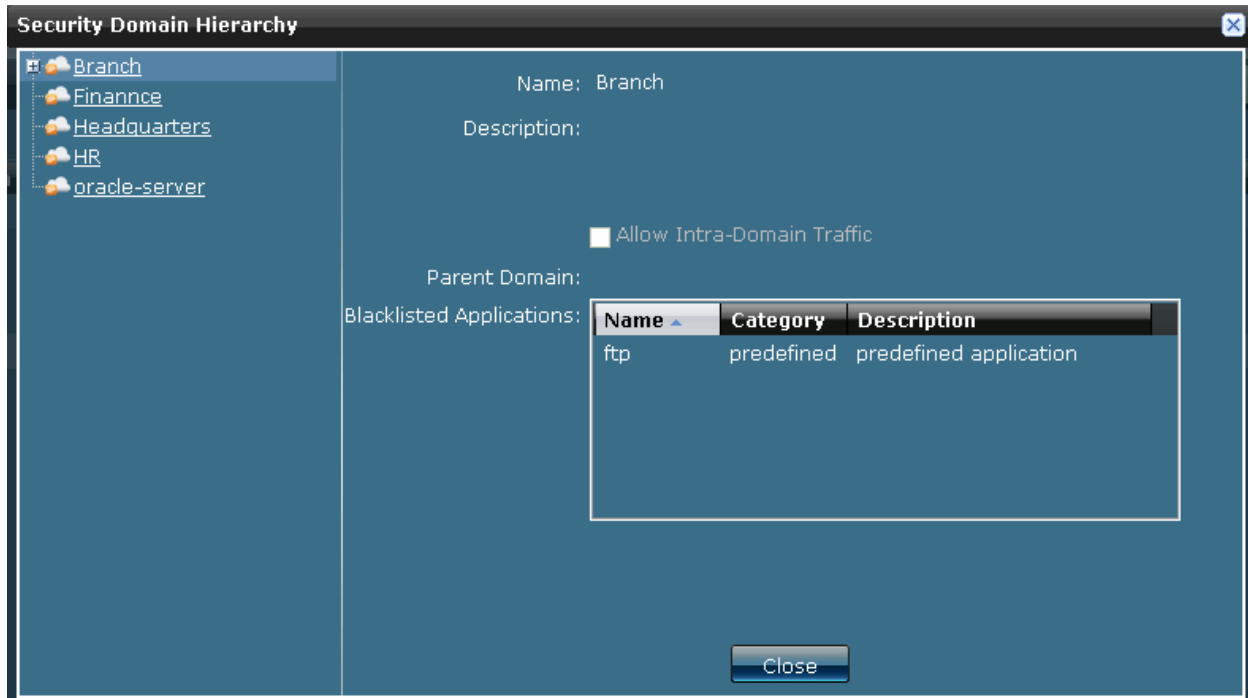 Security Domain Hierarchy
Branch
Finannce
Headquarters
HR
oracle-server
Name: Branch
Description:
Allow Intra-Domain Traffic
Parent Domain:
Blacklisted Applications:
Name Category Description
ftp predefined predefined application
Close